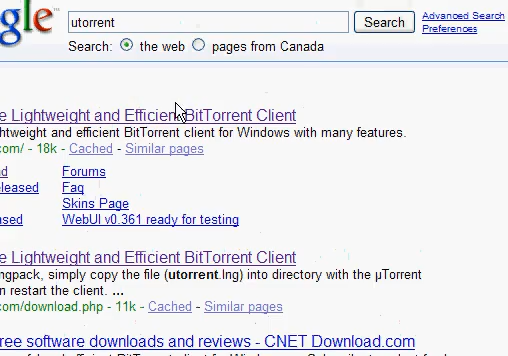 gle™
utorrent
Search
Advanced Search
Preferences
Search: the web pages from Canada
e Lightweight and Efficient BitTorrent Client
htweight and efficient BitTorrent client for Windows with many features.
com/ - 18k - Cached - Similar pages
d Forums
eleased Faq
Skins Page
ased WebUI v0.361 ready for testing
e Lightweight and Efficient BitTorrent Client
ngpack, simply copy the file (utorrent.lng) into directory with the µTorrent
n restart the client. ...
com/download.php - 11k - Cached - Similar pages
ree software downloads and reviews - CNET Download.com